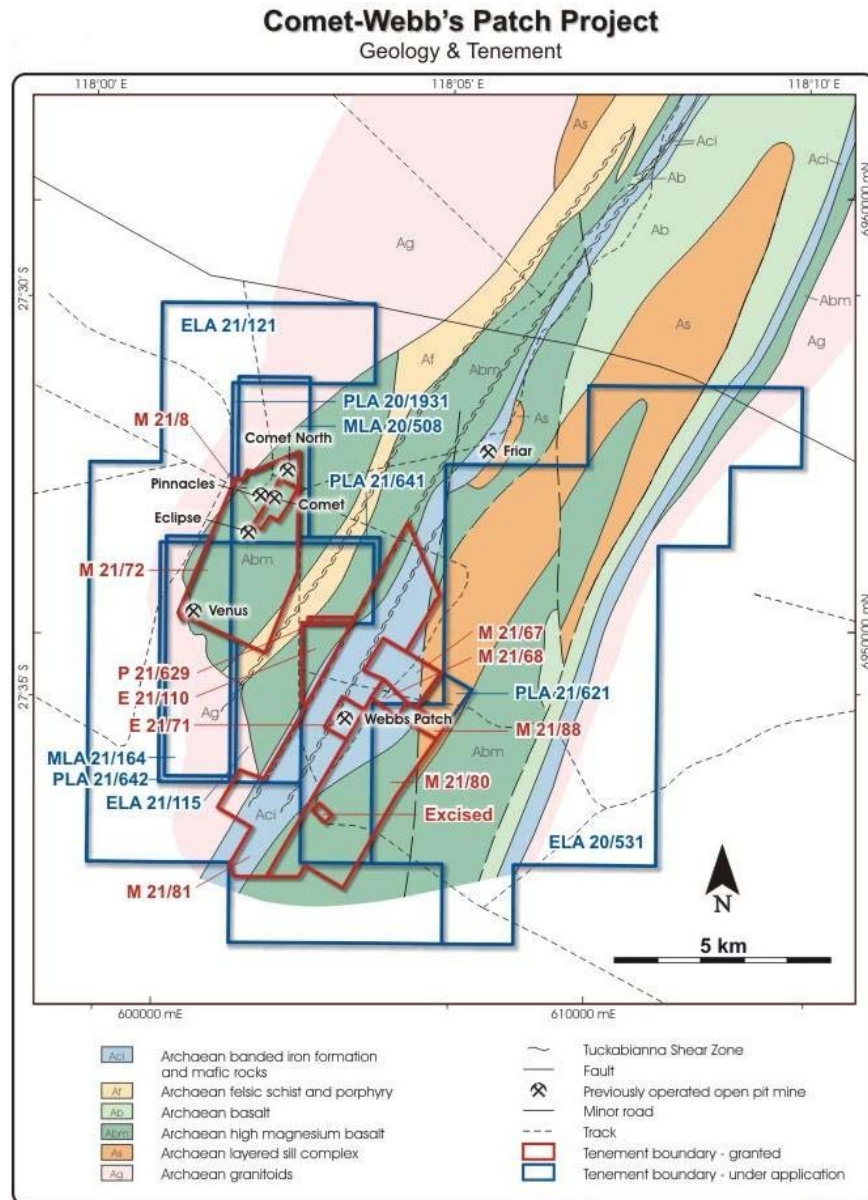 Comet-Webb's Patch Project
Geology & Tenement
118°00' E
118°05' E
118°10' E
As
Aci
Aci
Ab
6960000 mN
Ab
Ag
27°30' S
Abm
ELA 21/121
As
Ag
Af
Abm
PLA 20/1931
M 21/8
MLA 20/508
As
Comet North
Friar
Pinnacles
PLA 21/641
Comet
Eclipse
Abm
M 21/72
Venus
M 21/67
6950000 mN
M 21/68
P 21/629
27°35' S
E 21/110
PLA 21/621
Ag
E 21/71
Webbs Patch
M 21/88
MLA 21/164
Abm
PLA 21/642
M 21/80
ELA 21/115
Aci
Excised
ELA 20/531
M 21/81
N
5 km
600000 mE
610000 mE
Aci
Archaean banded iron formation
and mafic rocks
Af
Archaean felsic schist and porphyry
Ab
Archaean basalt
Abm
Archaean high magnesium basalt
As
Archaean layered sill complex
Ag
Archaean granitoids
Tuckabianna Shear Zone
Fault
Previously operated open pit mine
Minor road
Track
Tenement boundary - granted
Tenement boundary - under application